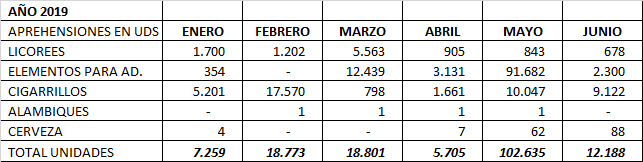 AÑO 2019
APREHENSIONES EN UDS ENERO FEBRERO MARZO ABRIL MAYO JUNIO
LICOREES 1.700 1.202 5.563 905 843 678
ELEMENTOS PARA AD. 354 - 12.439 3.131 91.682 2.300
CIGARRILLOS 5.201 17.570 798 1.661 10.047 9.122
ALAMBIQUES - 1 1 1 1 -
CERVEZA 4 - - 7 62 88
TOTAL UNIDADES 7.259 18.773 18.801 5.705 102.635 12.188